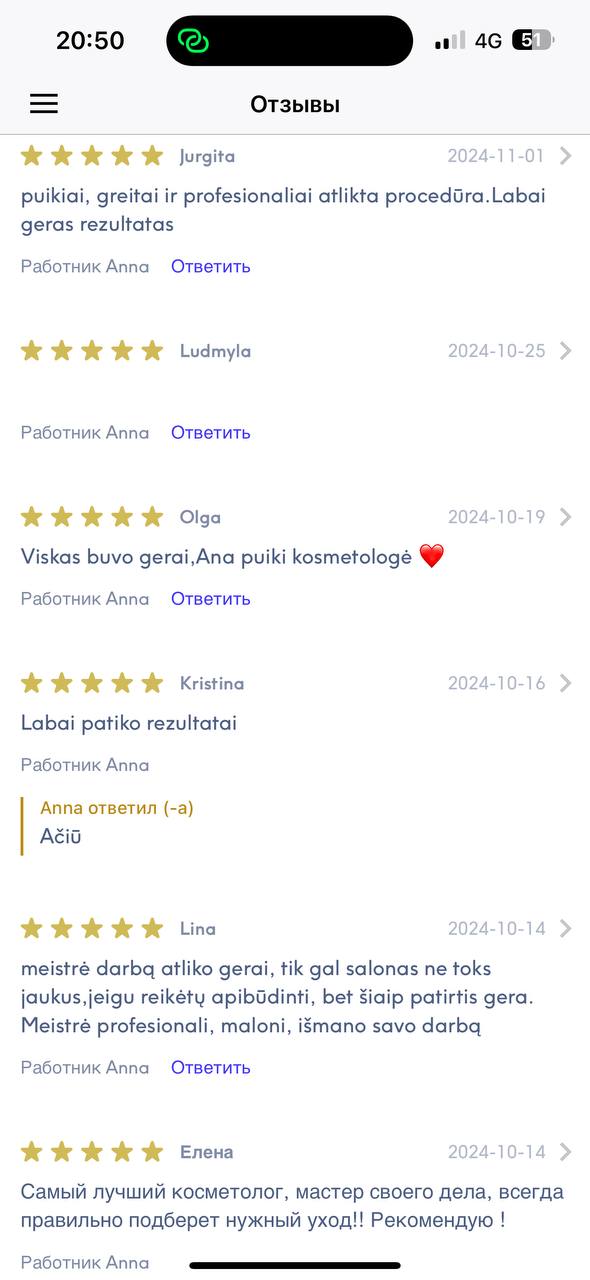 20:50
4G
51
Отзывы
Jurgita
2024-11-01
puikiai, greitai ir profesionaliai atlikta procedūra.Labai
geras rezultatas
Работник Anna Ответить
Ludmyla
2024-10-25
Работник Anna Ответить
Olga
2024-10-19
Viskas buvo gerai,Ana puiki kosmetologė ❤️
Работник Anna Ответить
Kristina
2024-10-16
Labai patiko rezultatai
Работник Anna
Anna ответил (-а)
Ačiū
Lina
2024-10-14
meistrė darbą atliko gerai, tik gal salonas ne toks
jaukus,jeigu reikėtų apibūdinti, bet šiaip patirtis gera.
Meistrė profesionali, maloni, išmano savo darbą
Работник Anna Ответить
Елена
2024-10-14
Самый лучший косметолог, мастер своего дела, всегда
правильно подберет нужный уход!! Рекомендую !
Работник Anna